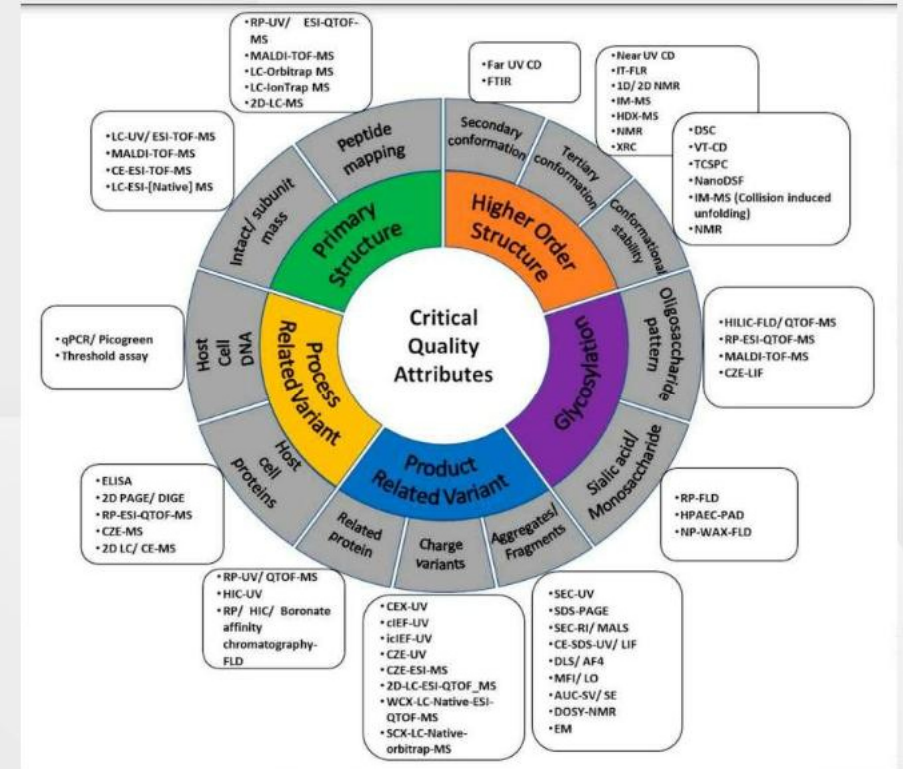 •RP-UV/ ESI-QTOF-
MS
•MALDI-TOF-MS
•LC-Orbitrap MS
•LC-IonTrap MS
•2D-LC-MS
•Far UV CD
•FTIR
•Near UV CD
•IT-FLR
•1D/ 2D NMR
•IM-MS
•HDX-MS
•NMR
•XRC
•LC-UV/ ESI-TOF-MS
•MALDI-TOF-MS
•CE-ESI-TOF-MS
•LC-ESI-[Native] MS
•DSC
•VT-CD
•TCSPC
•NanoDSF
•IM-MS (Collision induced
unfolding)
•NMR
Peptide
mapping
Secondary
conformation
Tertiary
conformation
Conformational
stability
Intact/ subunit
mass
Primary
Structure
Higher Order
Structure
•qPCR/ Picogreen
•Threshold assay
Host
Cell
DNA
Process
Related Variant
Critical
Quality
Attributes
Glycosylation
Oligosaccharide
pattern
•HILIC-FLD/ QTOF-MS
•RP-ESI-QTOF-MS
•MALDI-TOF-MS
•CZE-LIF
Host
cell
proteins
Product
Related Variant
Sialic acid/
Monosaccharide
•ELISA
•2D PAGE/ DIGE
•RP-ESI-QTOF-MS
•CZE-MS
•2D LC/ CE-MS
•RP-FLD
•HPAEC-PAD
•NP-WAX-FLD
Related
protein
Charge
variants
Aggregates/
Fragments
•RP-UV/ QTOF-MS
•HIC-UV
•RP/ HIC/ Boronate
affinity
chromatography-
FLD
•CEX-UV
•cIEF-UV
•icIEF-UV
•CZE-UV
•CZE-ESI-MS
•2D-LC-ESI-QTOF_MS
•WCX-LC-Native-ESI-
QTOF-MS
•SCX-LC-Native-
orbitrap-MS
•SEC-UV
•SDS-PAGE
•SEC-RI/ MALS
•CE-SDS-UV/ LIF
•DLS/ AF4
•MFI/ LO
•AUC-SV/ SE
•DOSY-NMR
•EM